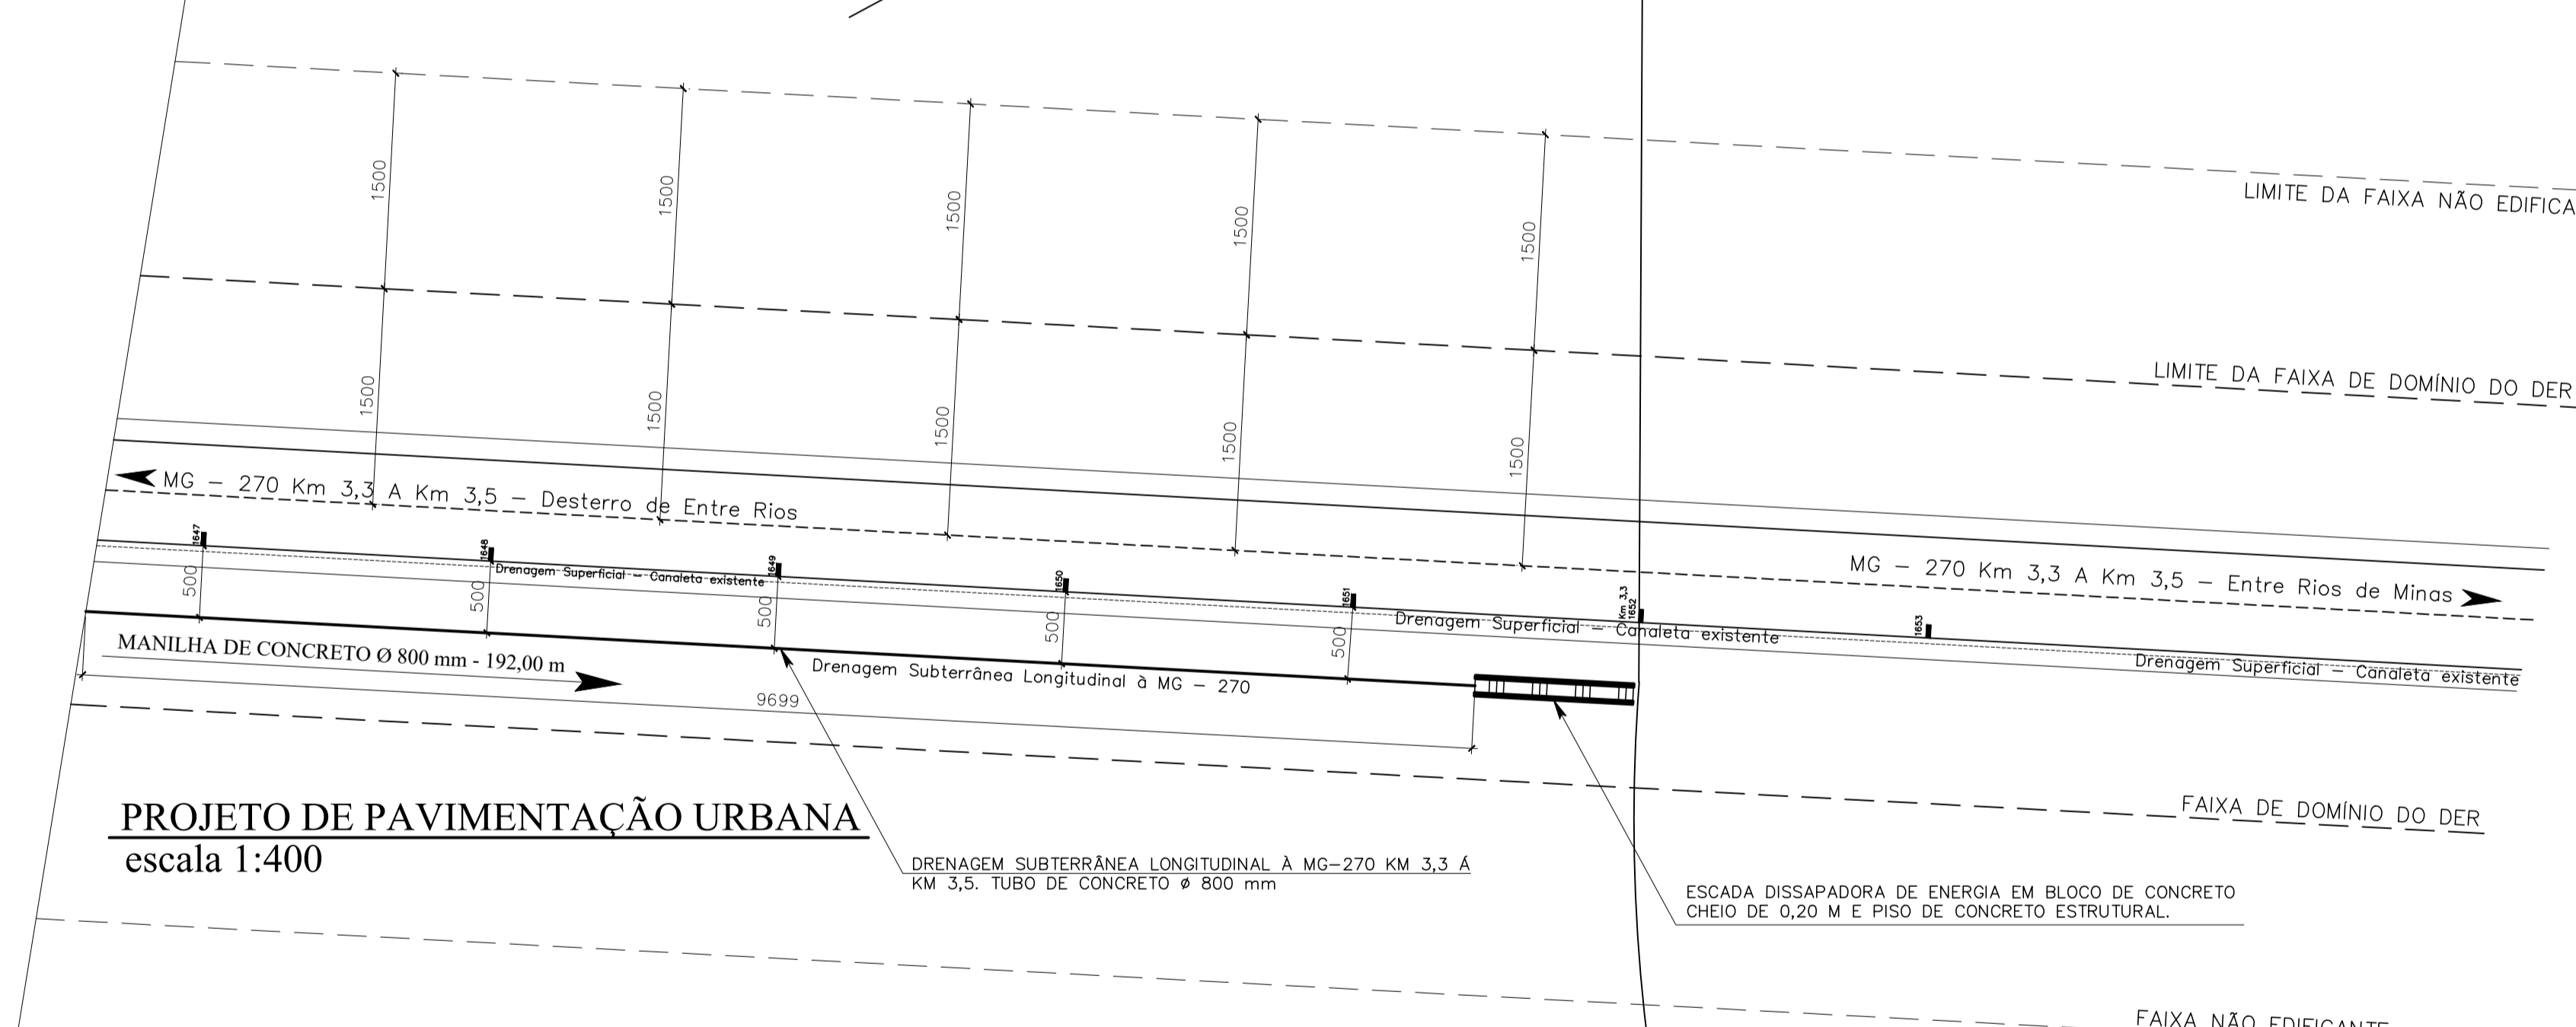 1500
1500
1500
1500
1500
LIMITE DA FAIXA NÃO EDIFICA
1500
1500
1500
1500
1500
LIMITE DA FAIXA DE DOMÍNIO DO DER
MG - 270 Km 3,3 A Km 3,5 - Desterro de Entre Rios
MG - 270 Km 3,3 A Km 3,5 - Entre Rios de Minas
1647
1648
1649
1650
1651
Km 3,3
1652
1653
500
500
500
500
500
Drenagem Superficial - Canaleta existente
Drenagem Superficial - Canaleta existente
Drenagem Superficial - Canaleta existente
MANILHA DE CONCRETO Ø 800 mm - 192,00 m
Drenagem Subterrânea Longitudinal à MG - 270
9699
PROJETO DE PAVIMENTAÇÃO URBANA
escala 1:400
FAIXA DE DOMÍNIO DO DER
DRENAGEM SUBTERRÂNEA LONGITUDINAL À MG-270 KM 3,3 Á
KM 3,5. TUBO DE CONCRETO Ø 800 mm
ESCADA DISSAPADORA DE ENERGIA EM BLOCO DE CONCRETO
CHEIO DE 0,20 M E PISO DE CONCRETO ESTRUTURAL.
FAIXA NÃO EDIFICANTE